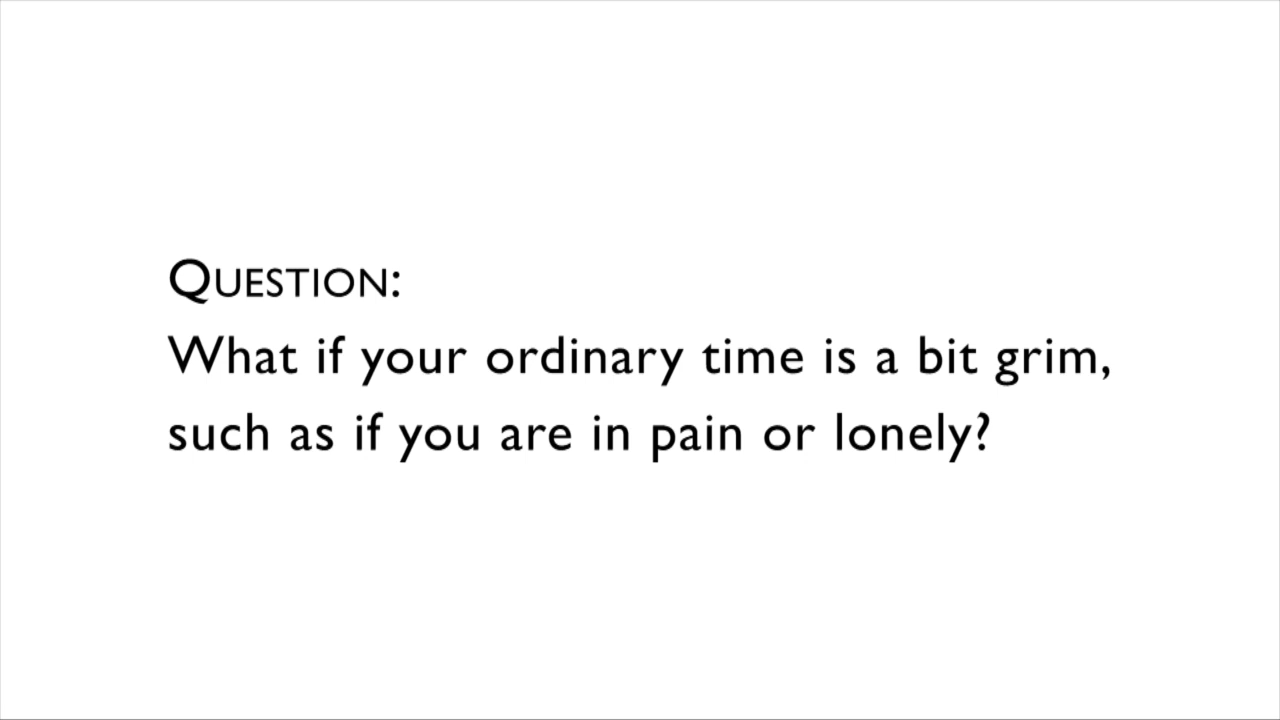 QUESTION:
What if your ordinary time is a bit grim,
such as if you are in pain or lonely?